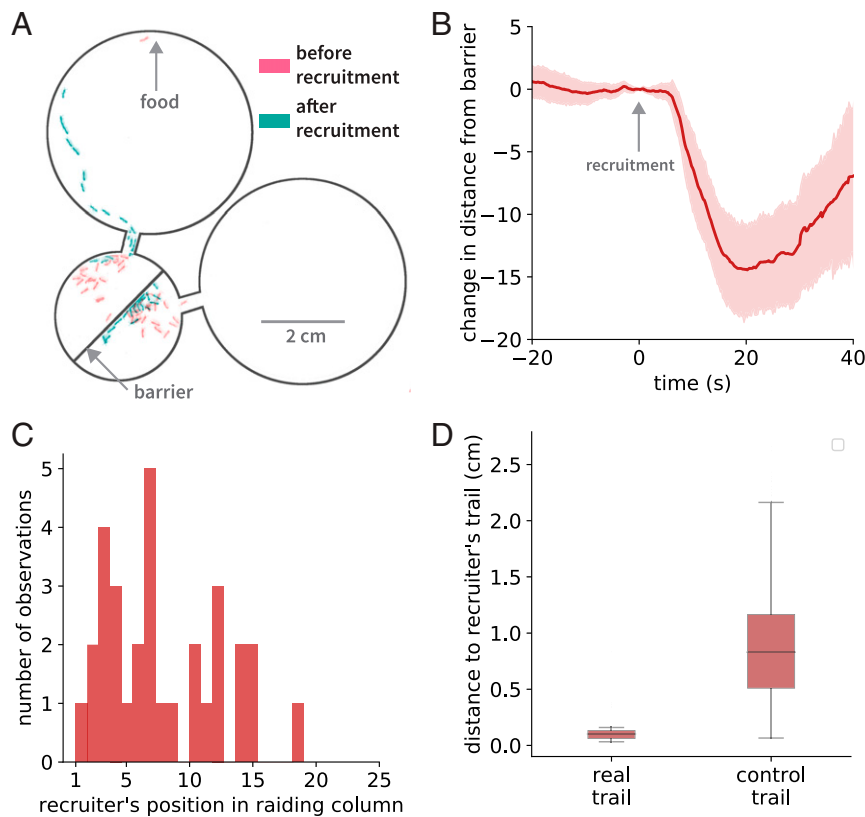 A
before
recruitment
after
recruitment
food
2 cm
barrier
B
change in distance from barrier
5
0
−5
−10
−15
−20
recruitment
−20
0
20
40
time (s)
C
number of observations
5
4
3
2
1
0
1
5
10
15
20
25
recruiter's position in raiding column
D
distance to recruiter's trail (cm)
2.5
2.0
1.5
1.0
0.5
0.0
real
trail
control
trail